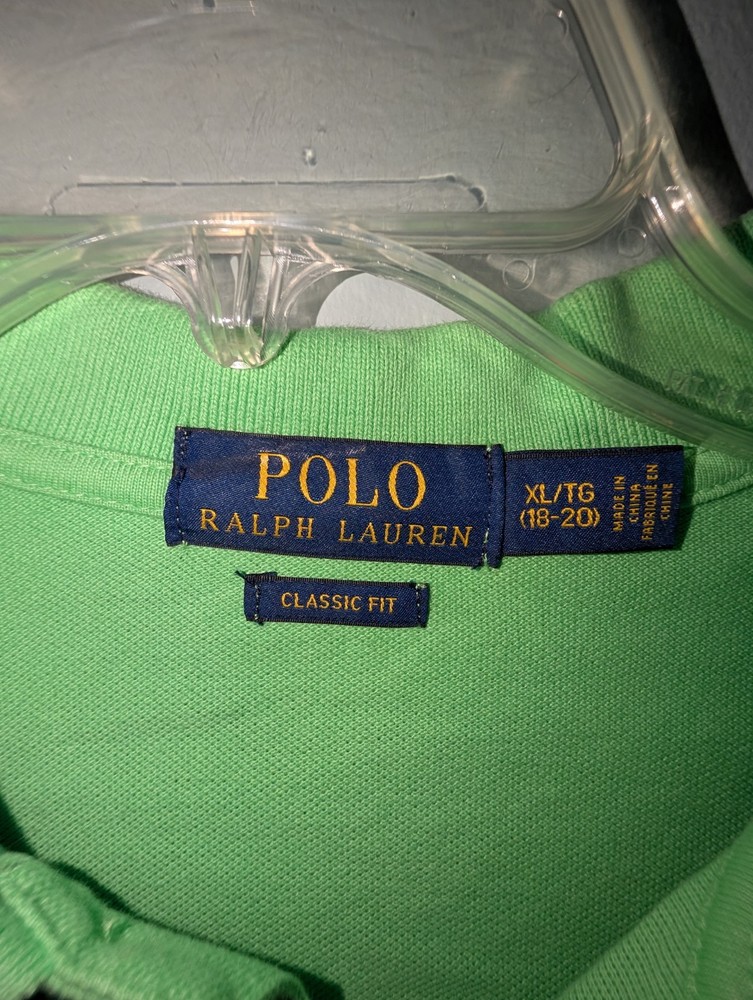 POLO
RALPH LAUREN
XL/TG
(18-20)
MADE IN
CHINA
FABRIQUÉ EN
CHINE
CLASSIC FIT